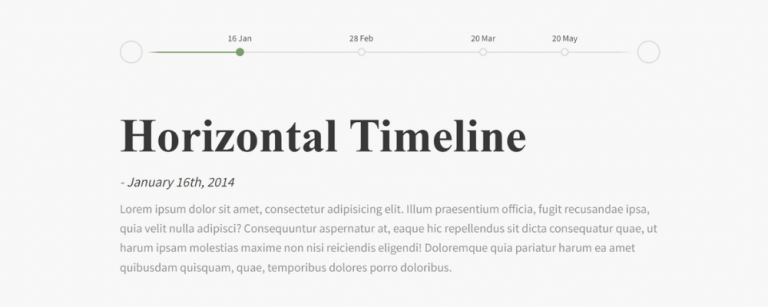 16 Jan 28 Feb 20 Mar 20 May
Horizontal Timeline
- January 16th, 2014
Lorem ipsum dolor sit amet, consectetur adipisicing elit. Illum praesentium officia, fugit recusandae ipsa,
quia velit nulla adipisci? Consequuntur aspernatur at, eaque hic repellendus sit dicta consequatur quae, ut
harum ipsam molestias maxime non nisi reiciendis eligendi! Doloremque quia pariatur harum ea amet
quibusdam quisquam, quae, temporibus dolores porro doloribus.